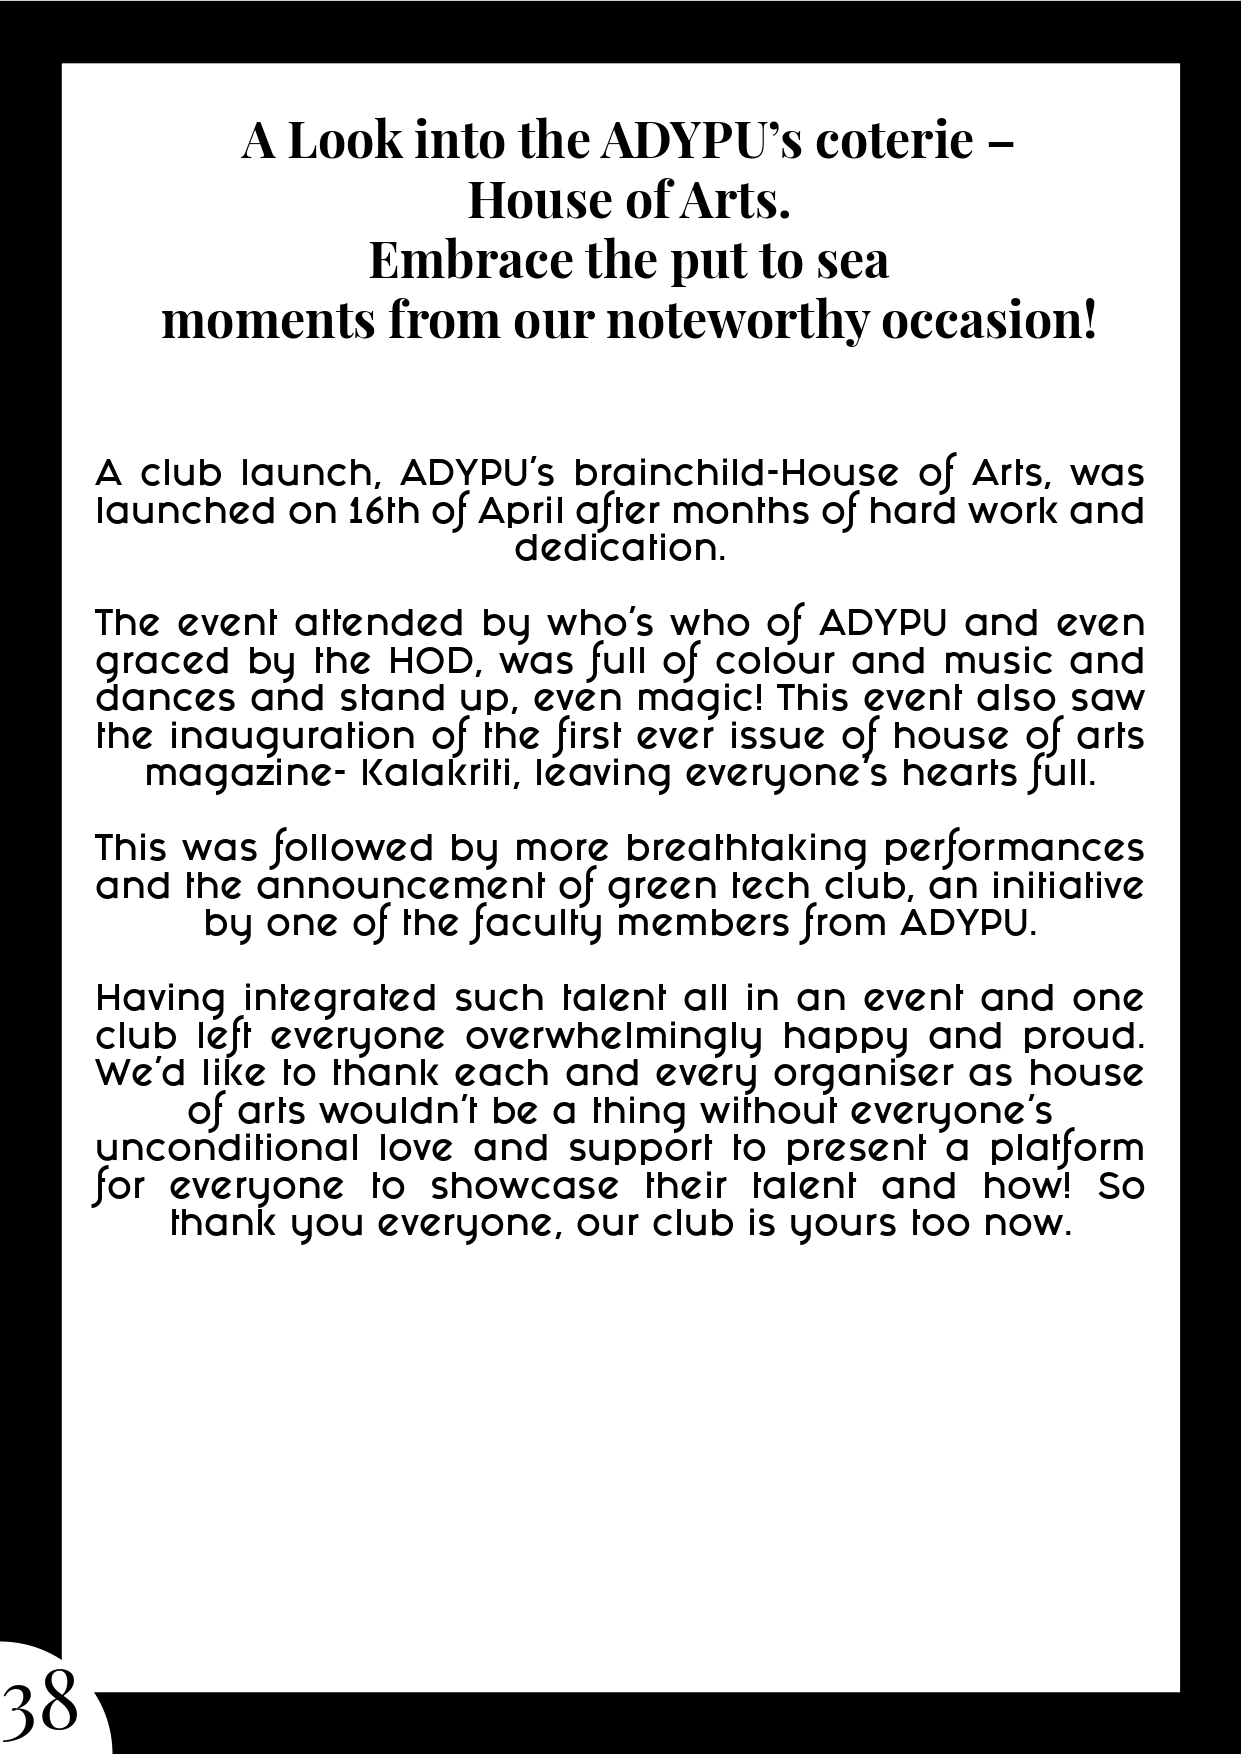 A Look into the ADYPU’s coterie –
House of Arts.
Embrace the put to sea
moments from our noteworthy occasion!
A club launch, ADYPU’s brainchild-House of Arts, was
launched on 16th of April after months of hard work and
dedication.
The event attended by who’s who of ADYPU and even
graced by the HOD, was full of colour and music and
dances and stand up, even magic! This event also saw
the inauguration of the first ever issue of house of arts
magazine- Kalakriti, leaving everyone’s hearts full.
This was followed by more breathtaking performances
and the announcement of green tech club, an initiative
by one of the faculty members from ADYPU.
Having integrated such talent all in an event and one
club left everyone overwhelmingly happy and proud.
We’d like to thank each and every organiser as house
of arts wouldn’t be a thing without everyone’s
unconditional love and support to present a platform
for everyone to showcase their talent and how! So
thank you everyone, our club is yours too now.
38